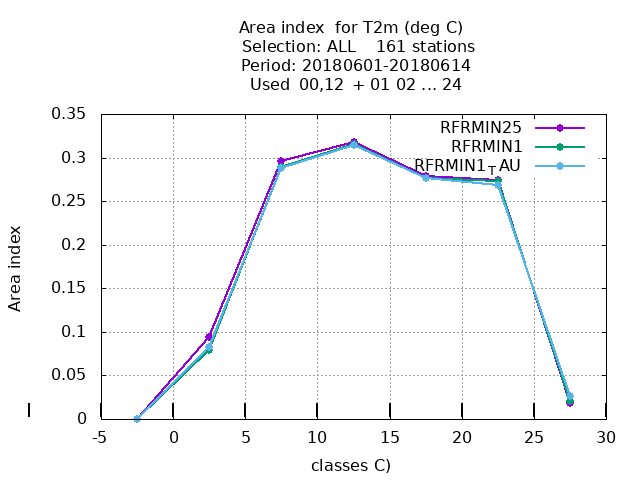 Area index  for T2m (deg C)
Selection: ALL    161 stations
Period: 20180601-20180614
Used  00,12  + 01 02 ... 24
RFRMIN25
RFRMIN1
RFRMIN1TAU
Area index
0.35
0.3
0.25
0.2
0.15
0.1
0.05
0
-5 0 5 10 15 20 25 30
classes C)